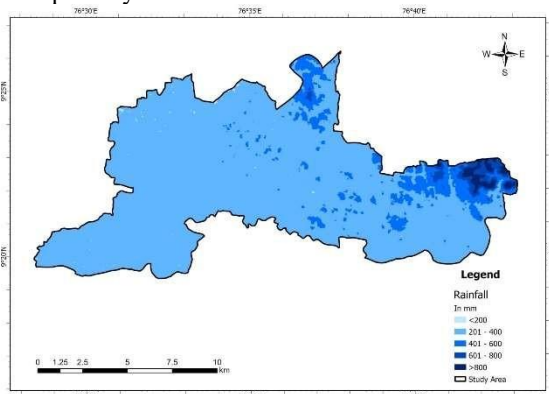 76°30'E 76°35'E 76°40'E
N
W E
S
9°25'N
9°20'N
Legend
Rainfall
In mm
<200
201 - 400
401 - 600
601 - 800
>800
Study Area
0 1.25 2.5 5 7.5 10
km